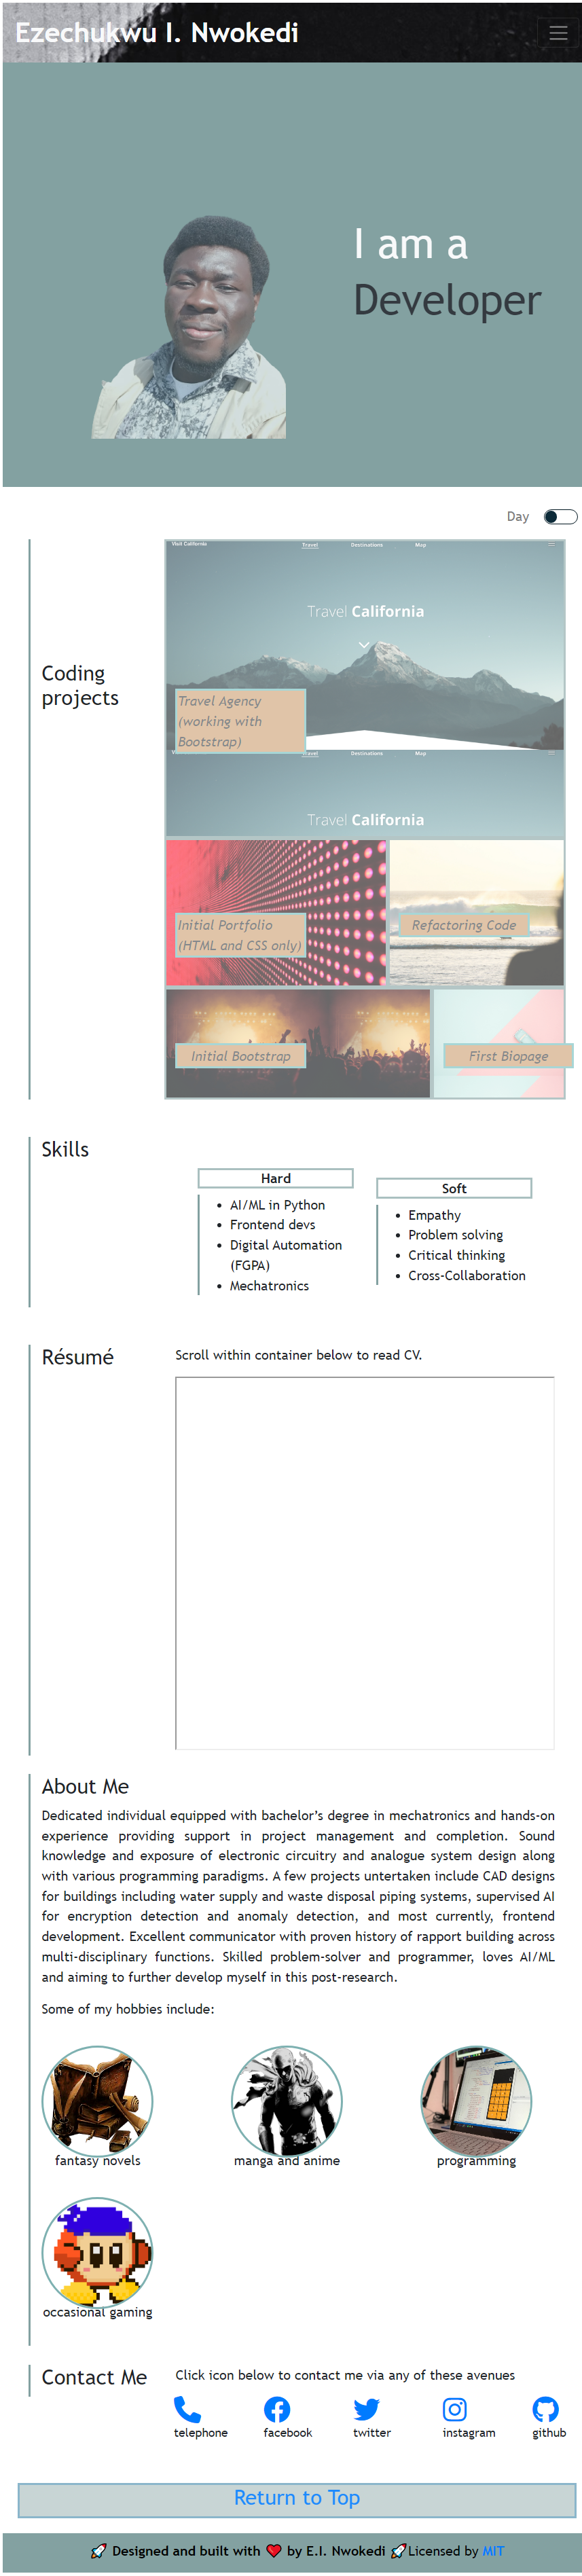 Ezechukwu I. Nwokedi
I am a
Developer
Day
Coding
projects
Visit California
Travel
Destinations
Map
Travel California
Travel Agency
(working with
Bootstrap)
Travel
Destinations
Map
Travel California
Initial Portfolio
(HTML and CSS only)
Refactoring Code
Initial Bootstrap
First Biopage
Skills
Hard
• AI/ML in Python
• Frontend devs
• Digital Automation
(FGPA)
• Mechatronics
Soft
• Empathy
• Problem solving
• Critical thinking
• Cross-Collaboration
Résumé
Scroll within container below to read CV.
About Me
Dedicated individual equipped with bachelor’s degree in mechatronics and hands-on
experience providing support in project management and completion. Sound
knowledge and exposure of electronic circuitry and analogue system design along
with various programming paradigms. A few projects untertaken include CAD designs
for buildings including water supply and waste disposal piping systems, supervised AI
for encryption detection and anomaly detection, and most currently, frontend
development. Excellent communicator with proven history of rapport building across
multi-disciplinary functions. Skilled problem-solver and programmer, loves AI/ML
and aiming to further develop myself in this post-research.
Some of my hobbies include:
fantasy novels
manga and anime
programming
occasional gaming
Contact Me
Click icon below to contact me via any of these avenues
telephone
facebook
twitter
instagram
github
Return to Top
🚀 Designed and built with ❤️ by E.I. Nwokedi 🚀Licensed by MIT